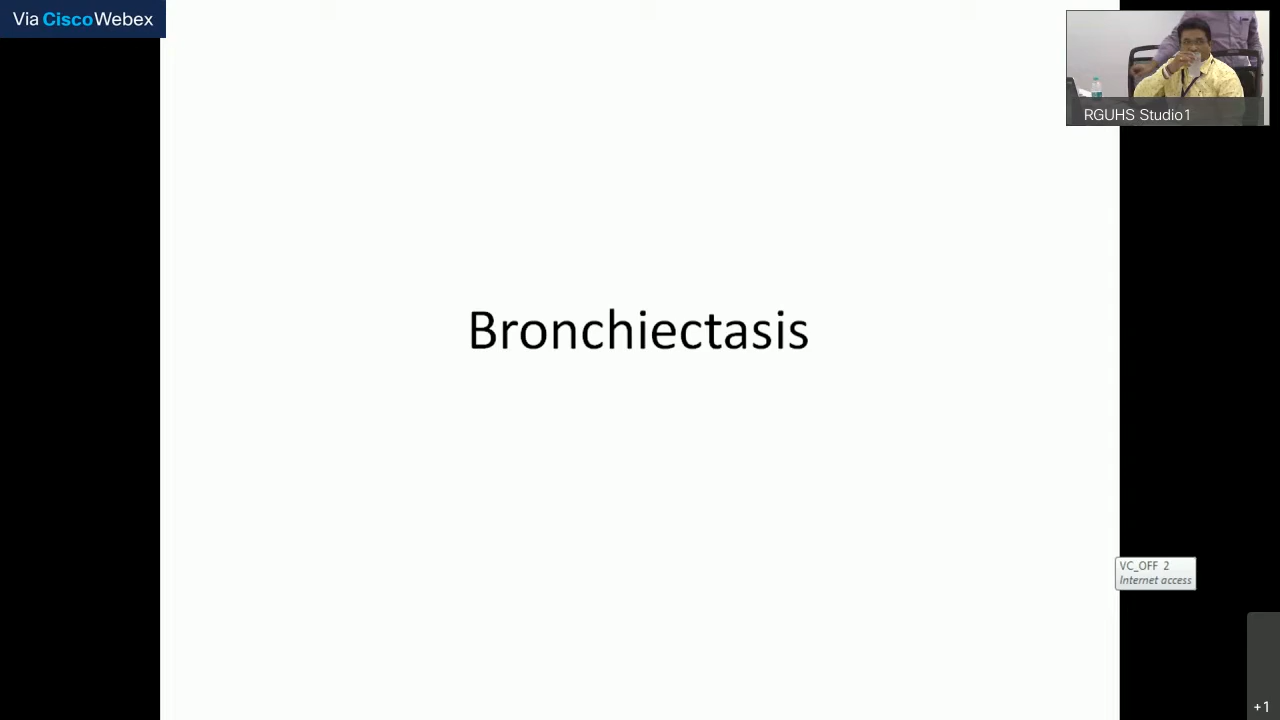 Via CiscoWebex
RGUHS Studio1
Bronchiectasis
VC_OFF 2
Internet access
+1